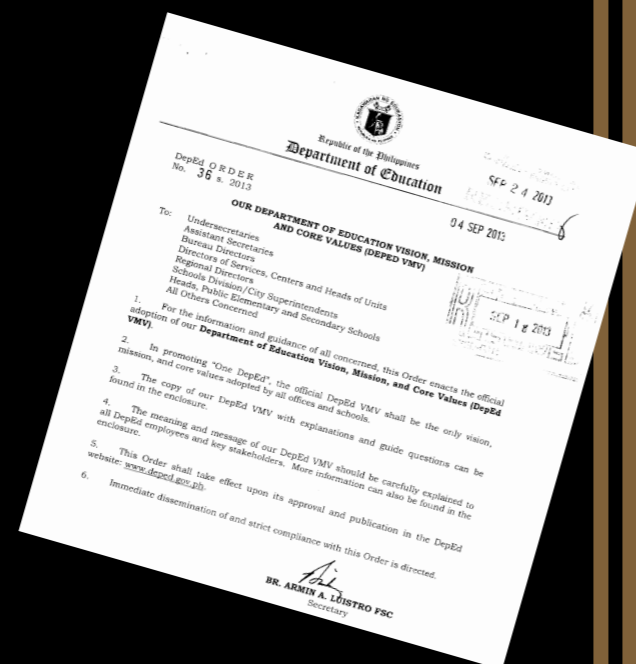 Republic of the Philippines
Department of Education
SEP 24 2013
DepEd ORDER
No. 36 s. 2013
04 SEP 2013
OUR DEPARTMENT OF EDUCATION VISION, MISSION
AND CORE VALUES (DEPED VMV)
To: Undersecretaries
Assistant Secretaries
Bureau Directors
Directors of Services, Centers and Heads of Units
Regional Directors
Schools Division/City Superintendents
Heads, Public Elementary and Secondary Schools
All Others Concerned
SEP 18 2013
1. For the information and guidance of all concerned, this Order enacts the official
adoption of our Department of Education Vision, Mission, and Core Values (DepEd
VMV).
2. In promoting “One DepEd”, the official DepEd VMV shall be the only vision,
mission, and core values adopted by all offices and schools.
3. The copy of our DepEd VMV with explanations and guide questions can be
found in the enclosure.
4. The meaning and message of our DepEd VMV should be carefully explained to
all DepEd employees and key stakeholders. More information can also be found in the
enclosure.
5. This Order shall take effect upon its approval and publication in the DepEd
website: www.deped.gov.ph.
6. Immediate dissemination of and strict compliance with this Order is directed.
BR. ARMIN A. LUISTRO FSC
Secretary